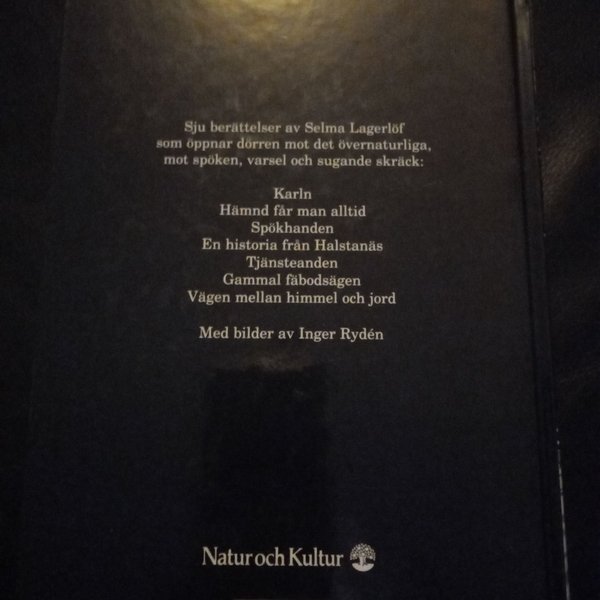 Sju berättelser av Selma Lagerlöf
som öppnar dörren mot det övernaturliga,
mot spöken, varsel och sugande skräck:
Karln
Hämnd får man alltid
Spökhanden
En historia från Halstanäs
Tjänsteanden
Gammal fäbodsägen
Vägen mellan himmel och jord
Med bilder av Inger Rydén
Natur och Kultur